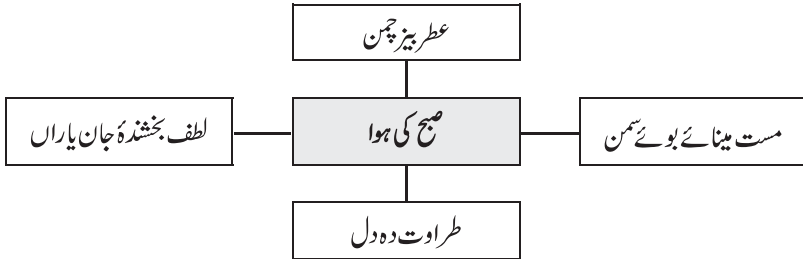 عطر بیز چمن
مست مینائے بوئے سمن
صبح کی ہوا
لطف بخشندۂ جان یاراں
طراوت دہ دل